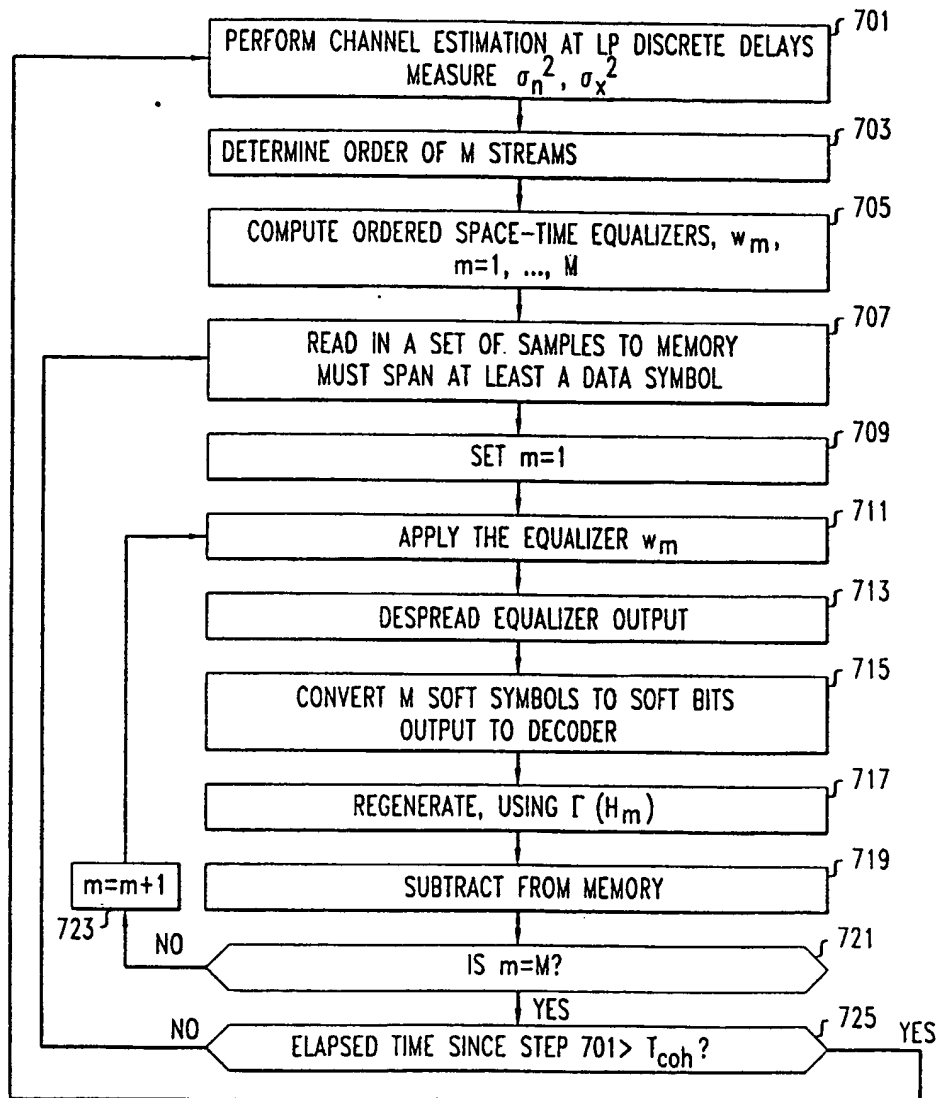 701
PERFORM CHANNEL ESTIMATION AT LP DISCRETE DELAYS
MEASURE σn², σx²
703
DETERMINE ORDER OF M STREAMS
705
COMPUTE ORDERED SPACE-TIME EQUALIZERS, wm,
m=1, ..., M
707
READ IN A SET OF SAMPLES TO MEMORY
MUST SPAN AT LEAST A DATA SYMBOL
709
SET m=1
711
APPLY THE EQUALIZER wm
713
DESPREAD EQUALIZER OUTPUT
715
CONVERT M SOFT SYMBOLS TO SOFT BITS
OUTPUT TO DECODER
717
REGENERATE, USING Γ (Hm)
719
SUBTRACT FROM MEMORY
m=m+1
723
NO
721
IS m=M?
YES
NO
725
ELAPSED TIME SINCE STEP 701> Tcoh?
YES